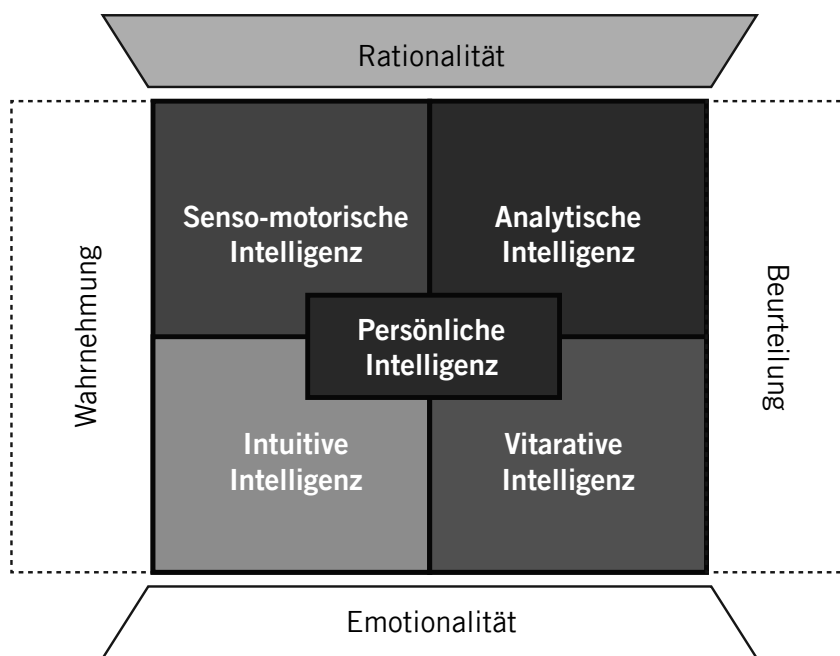 Rationalität
Wahrnehmung
Senso-motorische
Intelligenz
Analytische
Intelligenz
Beurteilung
Persönliche
Intelligenz
Intuitive
Intelligenz
Vitarative
Intelligenz
Emotionalität